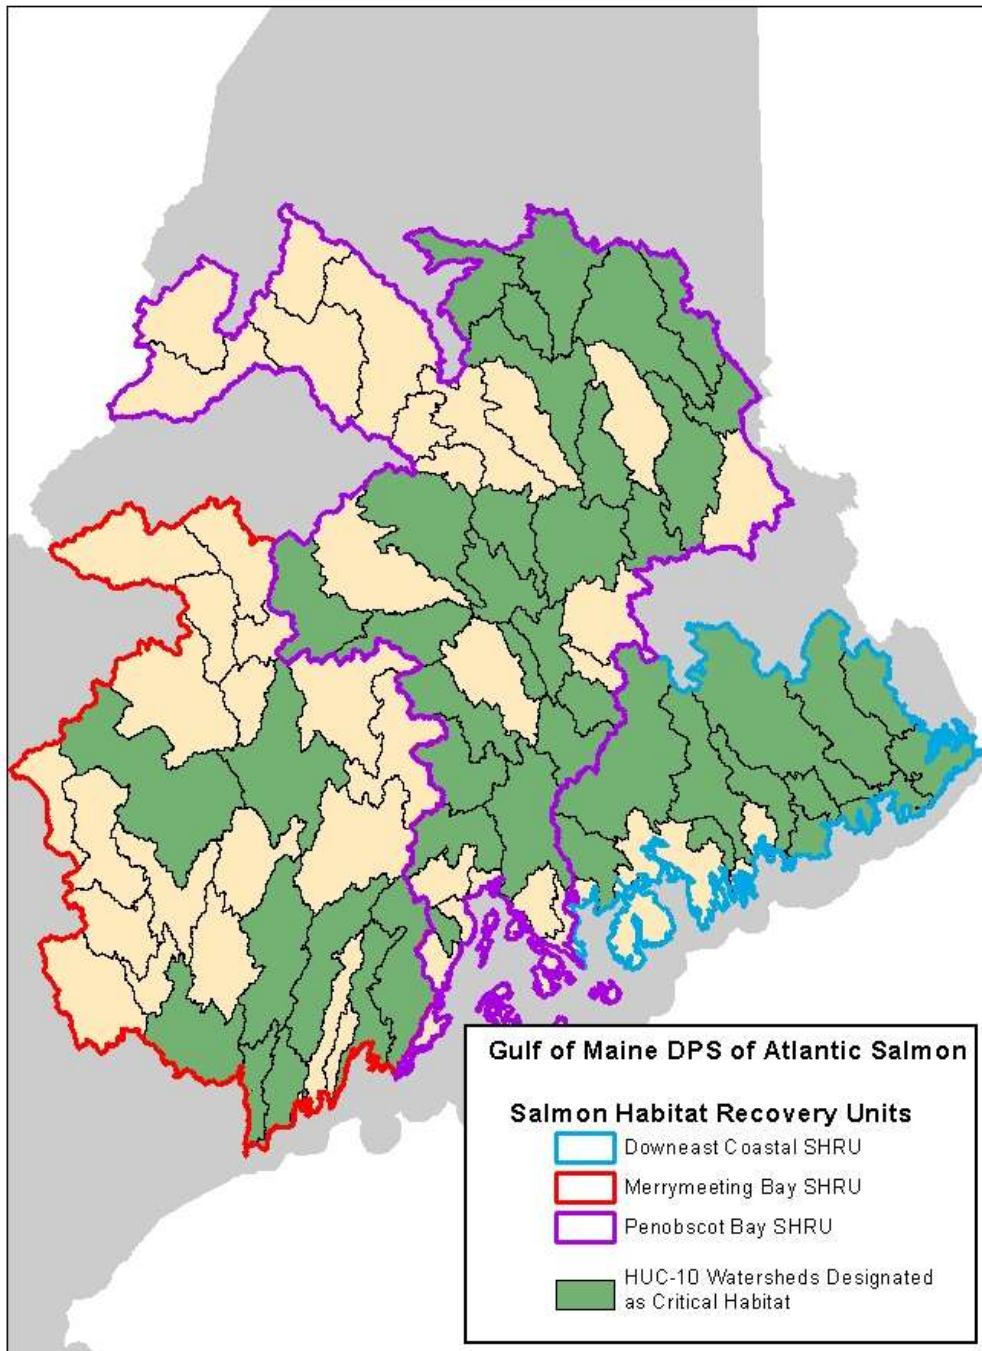 Gulf of Maine DPS of Atlantic Salmon
Salmon Habitat Recovery Units
Downeast Coastal SHRU
Merrymeeting Bay SHRU
Penobscot Bay SHRU
HUC-10 Watersheds Designated
as Critical Habitat